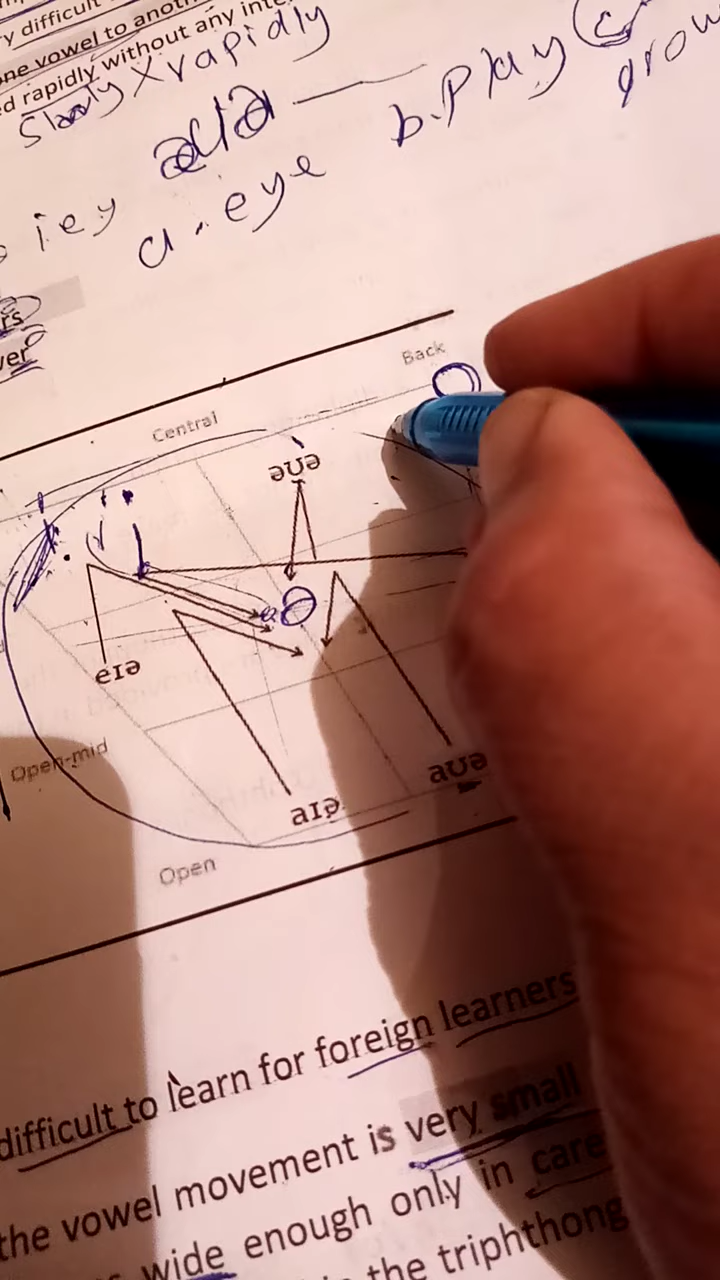 difficult
one vowel to
rapidly without any
Slowly X rapidly
b. play c
grow
iey
a. eye
Back
Central
əʊə
eɪə
Open-mid
aʊə
aɪə
Open
difficult to learn for foreign learners
the vowel movement is very small
wide enough only in care
the triphthong